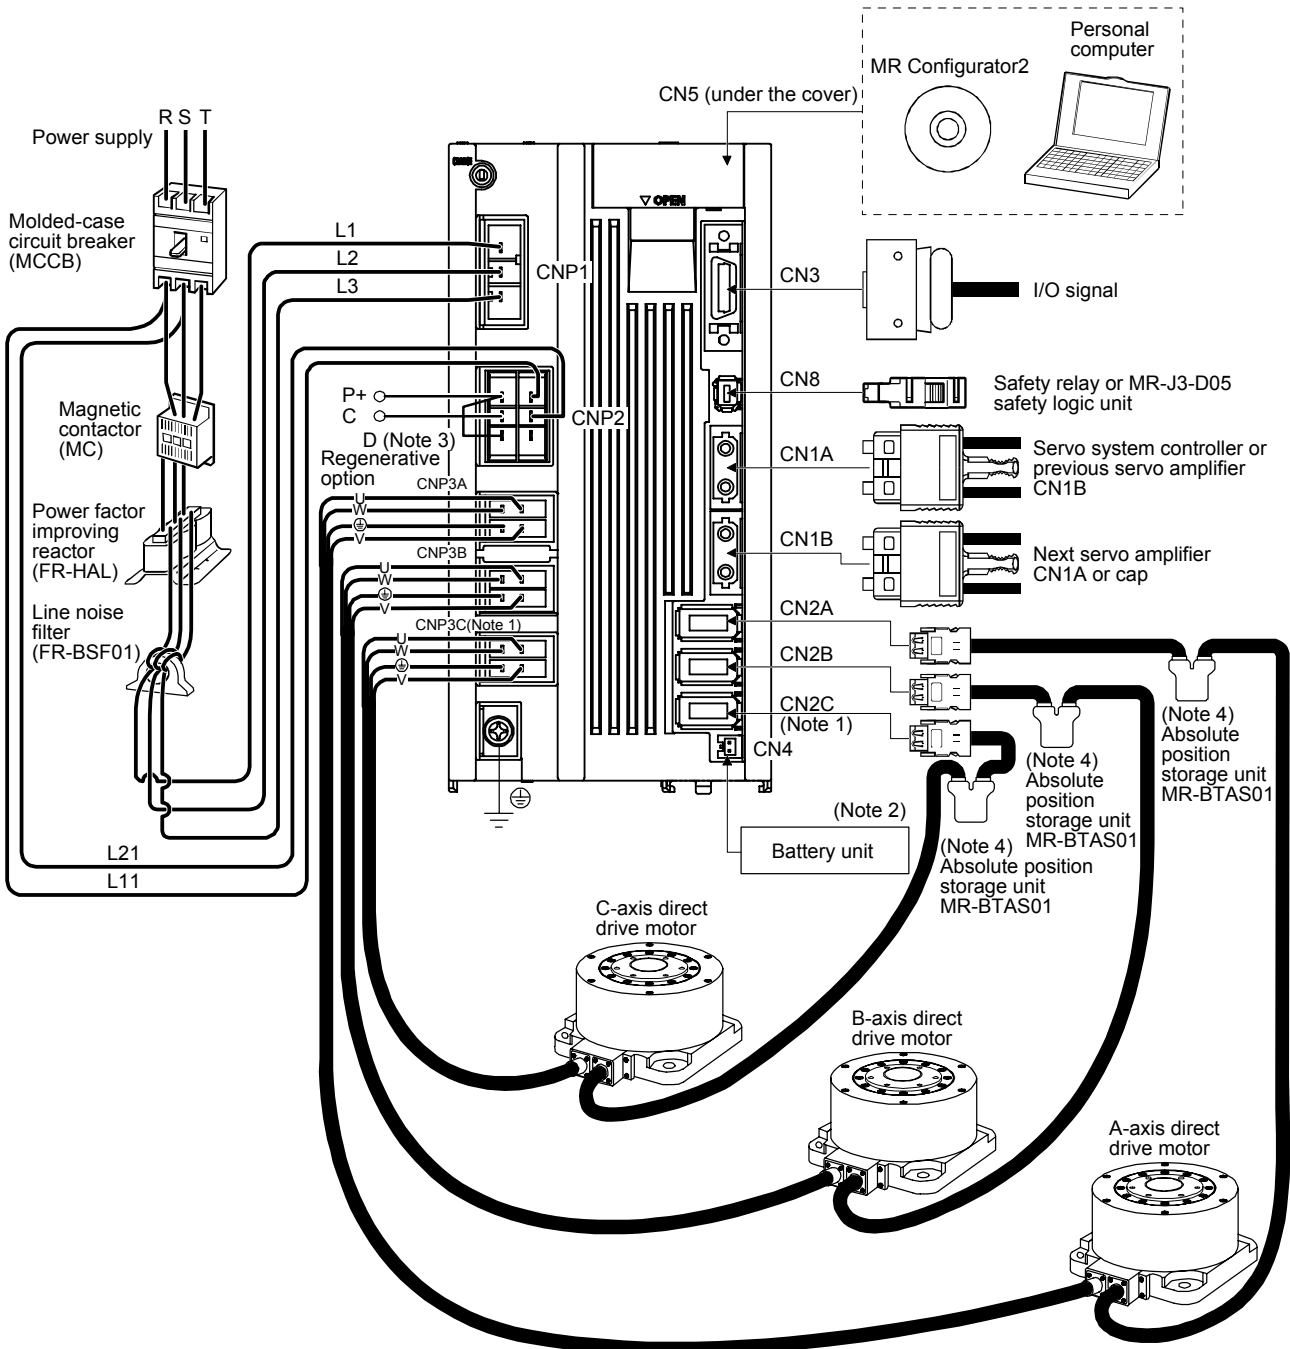 Personal
computer
MR Configurator2
CN5 (under the cover)
R S T
Power supply
OPEN
Molded-case
circuit breaker
(MCCB)
L1
L2
L3
CNP1
CN3
I/O signal
CN8
Safety relay or MR-J3-D05
safety logic unit
P+
C
D (Note 3)
Regenerative
option
CNP2
Magnetic
contactor
(MC)
CN1A
Servo system controller or
previous servo amplifier
CN1B
CNP3A
U
W
V
Power factor
improving
reactor
(FR-HAL)
CN1B
Next servo amplifier
CN1A or cap
CNP3B
U
W
V
Line noise
filter
(FR-BSF01)
CNP3C(Note 1)
U
W
V
CN2A
CN2B
CN2C
(Note 1)
CN4
(Note 4)
Absolute
position
storage unit
MR-BTAS01
(Note 4)
Absolute
position
storage unit
MR-BTAS01
(Note 4)
Absolute position
storage unit
MR-BTAS01
(Note 2)
Battery unit
L21
L11
C-axis direct
drive motor
B-axis direct
drive motor
A-axis direct
drive motor